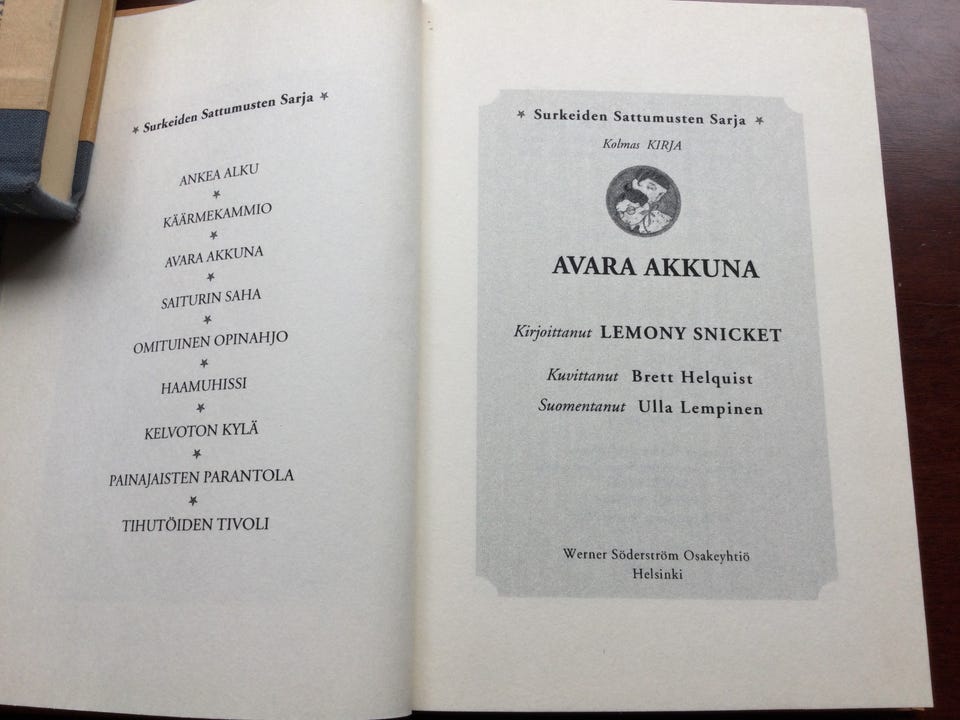 * Surkeiden Sattumusten Sarja *
ANKEA ALKU
*
KÄÄRMEKAMMIO
*
AVARA AKKUNA
*
SAITURIN SAHA
*
OMITUINEN OPINAHJO
*
HAAMUHISSI
*
KELVOTON KYLÄ
*
PAINAJAISTEN PARANTOLA
*
TIHUTÖIDEN TIVOLI
* Surkeiden Sattumusten Sarja *
Kolmas KIRJA
AVARA AKKUNA
Kirjoittanut LEMONY SNICKET
Kuvittanut Brett Helquist
Suomentanut Ulla Lempinen
Werner Söderström Osakeyhtiö
Helsinki